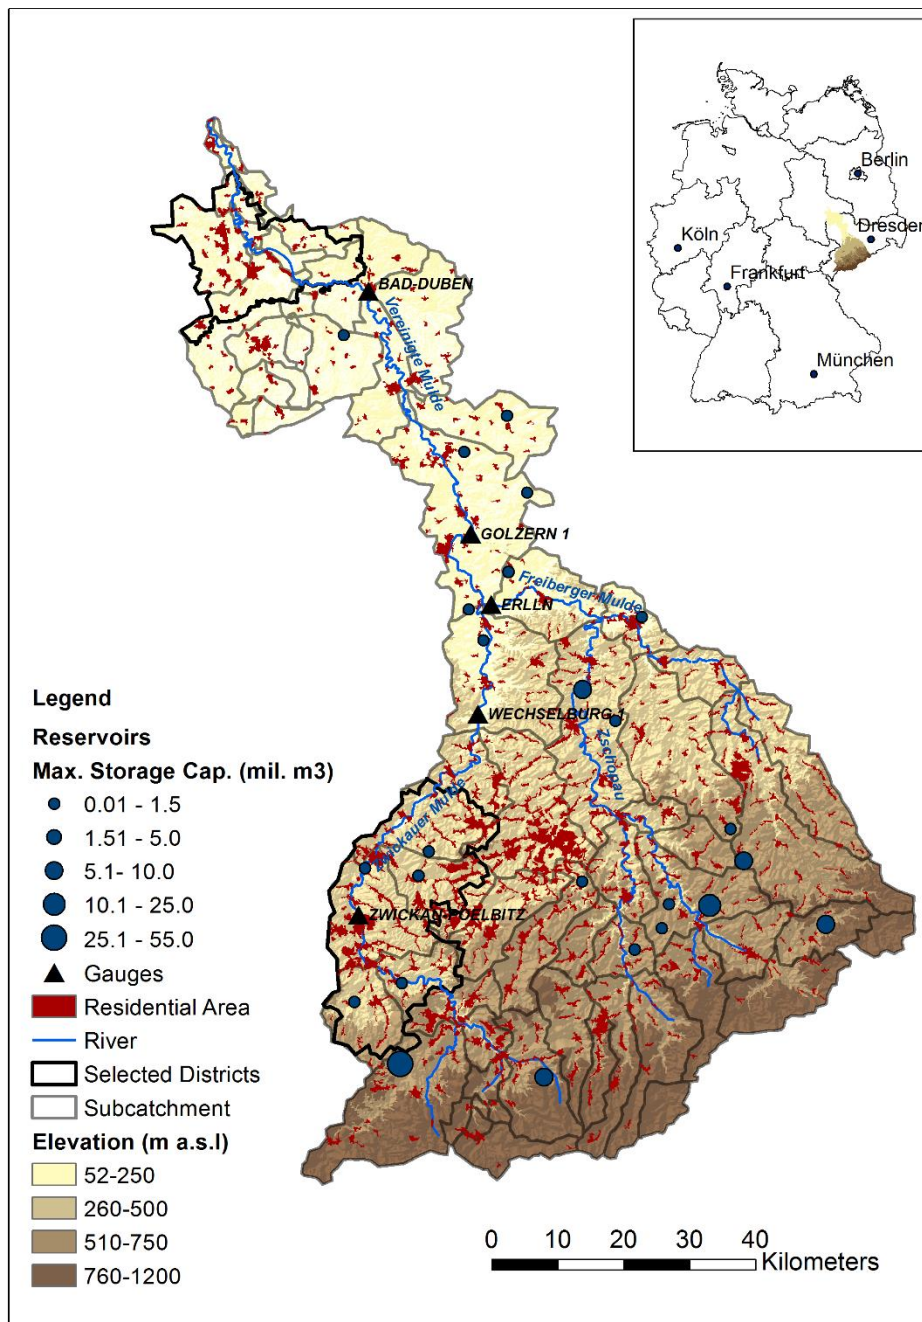 Berlin
Dresden
Köln
Frankfurt
München
BAD-DUBEN
Vereinigte Mulde
GOLZERN 1
Freiberger Mulde
ERLLN
WECHSELBURG 1
Zschopau
Zwickauer Mulde
ZWICKAU-POELBITZ
Legend
Reservoirs
Max. Storage Cap. (mil. m3)
0.01 - 1.5
1.51 - 5.0
5.1- 10.0
10.1 - 25.0
25.1 - 55.0
Gauges
Residential Area
River
Selected Districts
Subcatchment
Elevation (m a.s.l)
52-250
260-500
510-750
760-1200
0 10 20 30 40
Kilometers